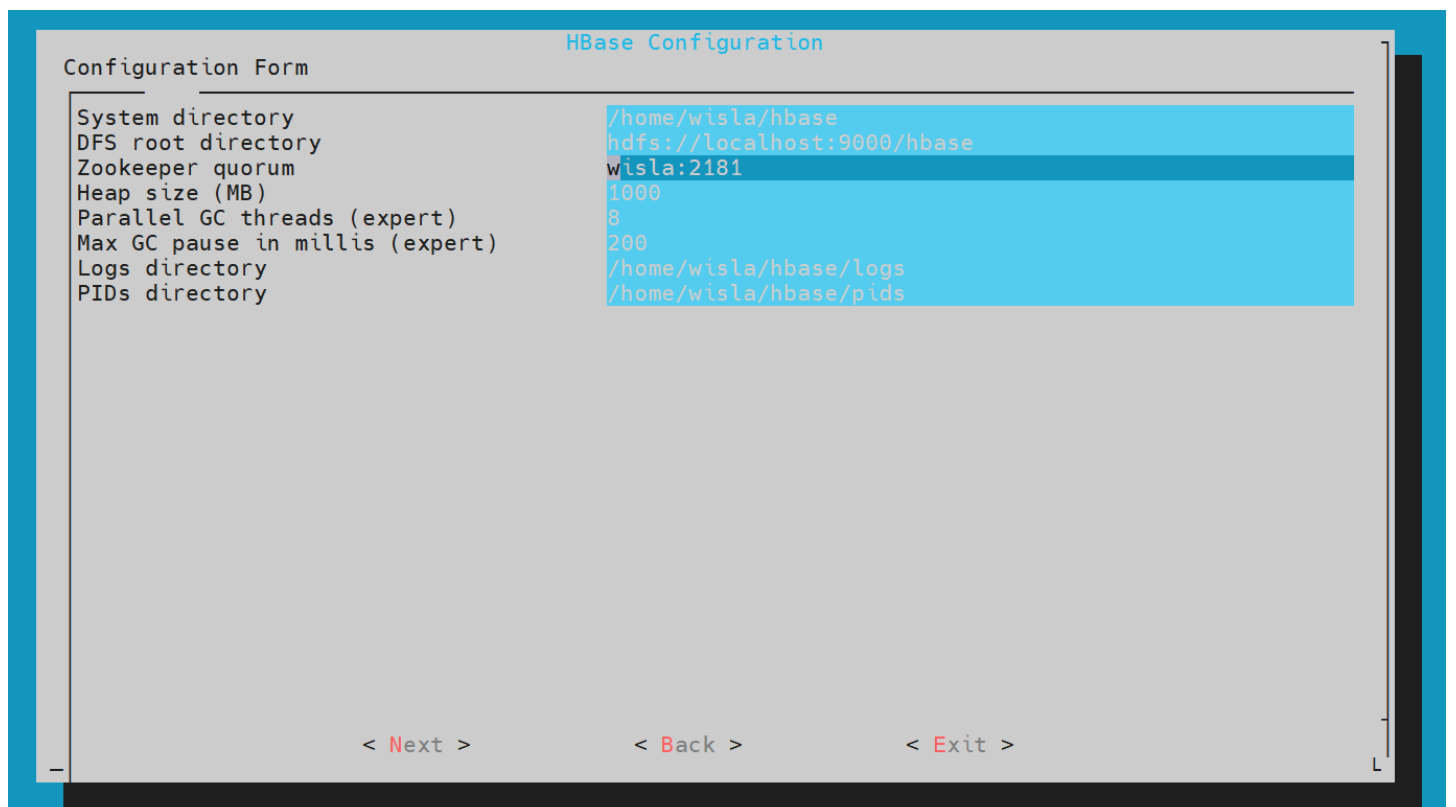 HBase Configuration
Configuration Form
System directory /home/wisla/hbase
DFS root directory hdfs://localhost:9000/hbase
Zookeeper quorum wisla:2181
Heap size (MB) 1000
Parallel GC threads (expert) 8
Max GC pause in millis (expert) 200
Logs directory /home/wisla/hbase/logs
PIDs directory /home/wisla/hbase/pids
< Next > < Back > < Exit >